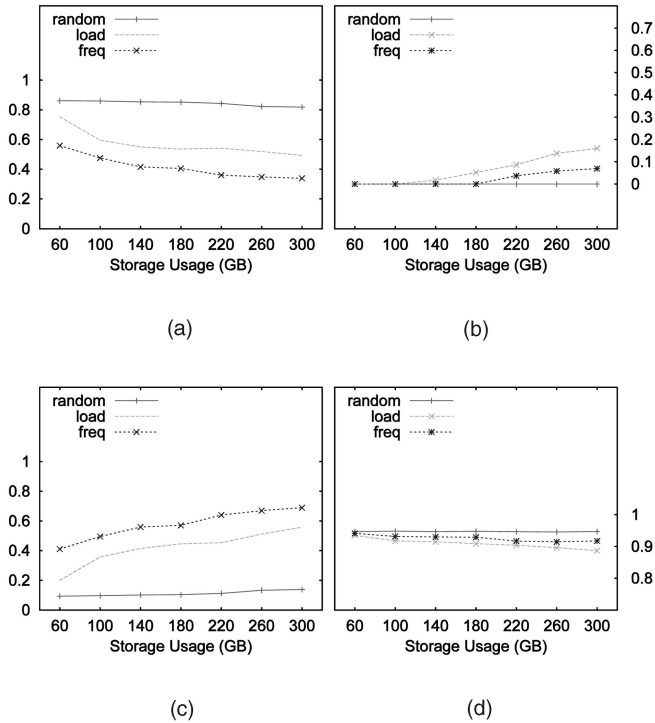 random
load
freq
1
0.8
0.6
0.4
0.2
0
60 100 140 180 220 260 300
Storage Usage (GB)
(a)
random
load
freq
0.7
0.6
0.5
0.4
0.3
0.2
0.1
0
60 100 140 180 220 260 300
Storage Usage (GB)
(b)
random
load
freq
1
0.8
0.6
0.4
0.2
0
60 100 140 180 220 260 300
Storage Usage (GB)
(c)
random
load
freq
1
0.9
0.8
60 100 140 180 220 260 300
Storage Usage (GB)
(d)